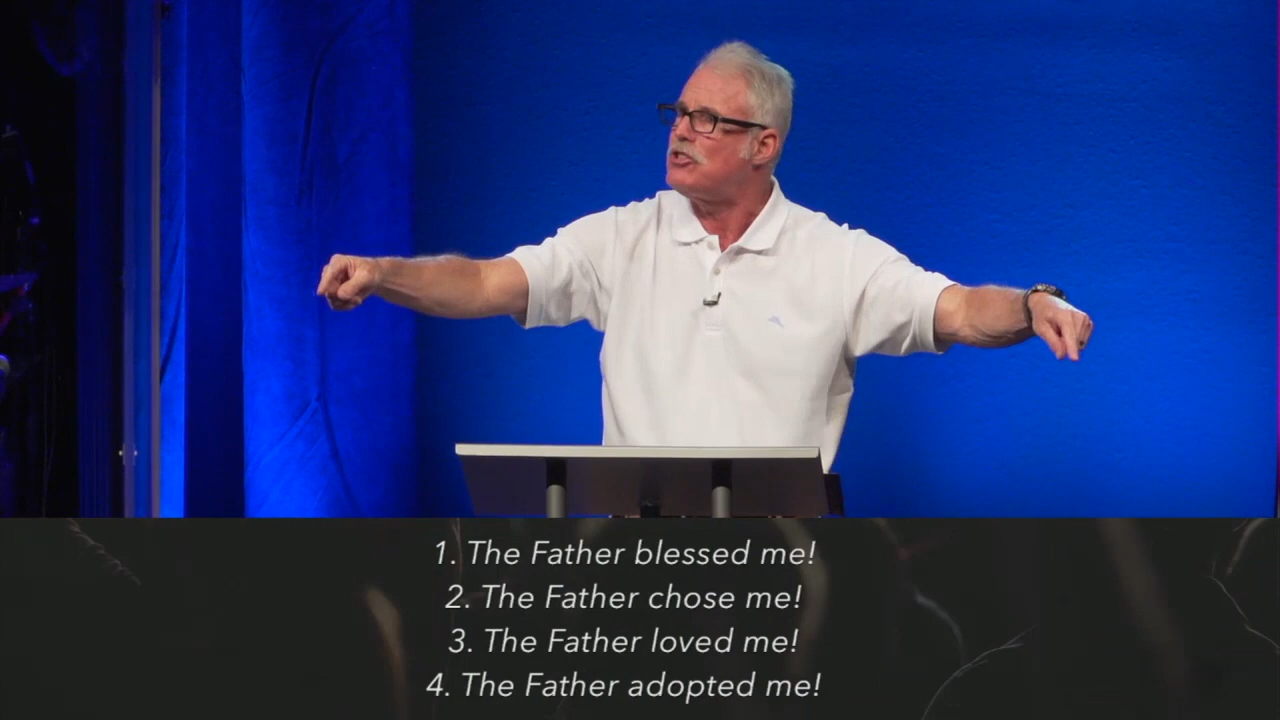 1. The Father blessed me!
2. The Father chose me!
3. The Father loved me!
4. The Father adopted me!